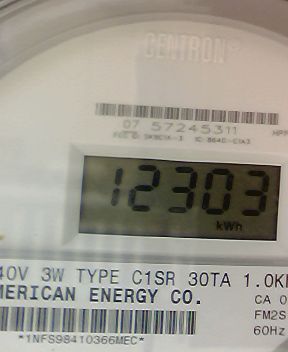 CENTRON®
07 57245311
12303
kWh
40V 3W TYPE C1SR 30TA 1.0K
MERICAN ENERGY CO.
CA 0
FM2S
60Hz
*1NFS98410366MEC*